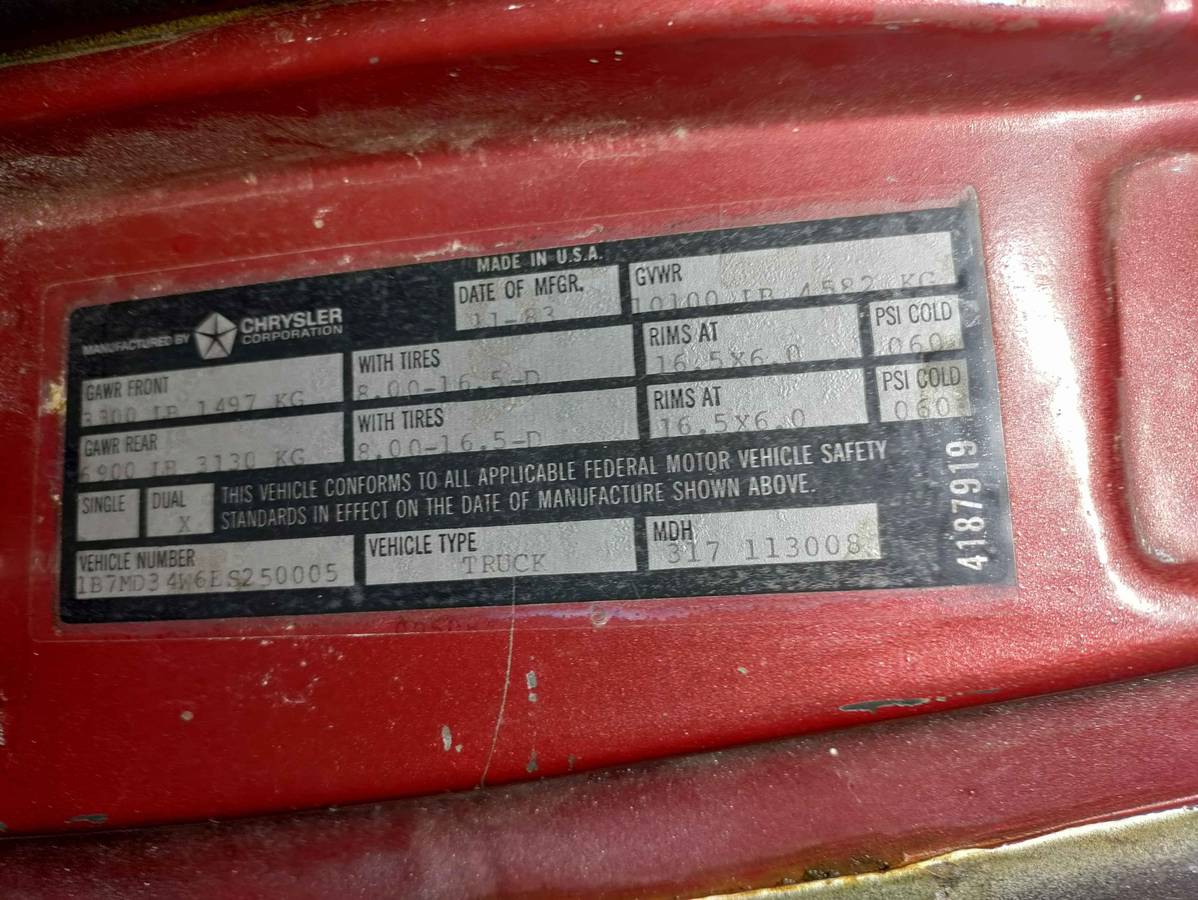 MADE IN U.S.A.
MANUFACTURED BY CHRYSLER CORPORATION
DATE OF MFGR. 11-83
GVWR 10100 LB 4582 KG
GAWR FRONT 3300 LB 1497 KG
WITH TIRES 8.00-16.5-D
RIMS AT 16.5X6.0
PSI COLD 060
GAWR REAR 6900 LB 3130 KG
WITH TIRES 8.00-16.5-D
RIMS AT 16.5X6.0
PSI COLD 060
SINGLE
DUAL X
THIS VEHICLE CONFORMS TO ALL APPLICABLE FEDERAL MOTOR VEHICLE SAFETY
STANDARDS IN EFFECT ON THE DATE OF MANUFACTURE SHOWN ABOVE.
VEHICLE NUMBER 1B7MD34W6ES250005
VEHICLE TYPE TRUCK
MDH 317 113008
4187919